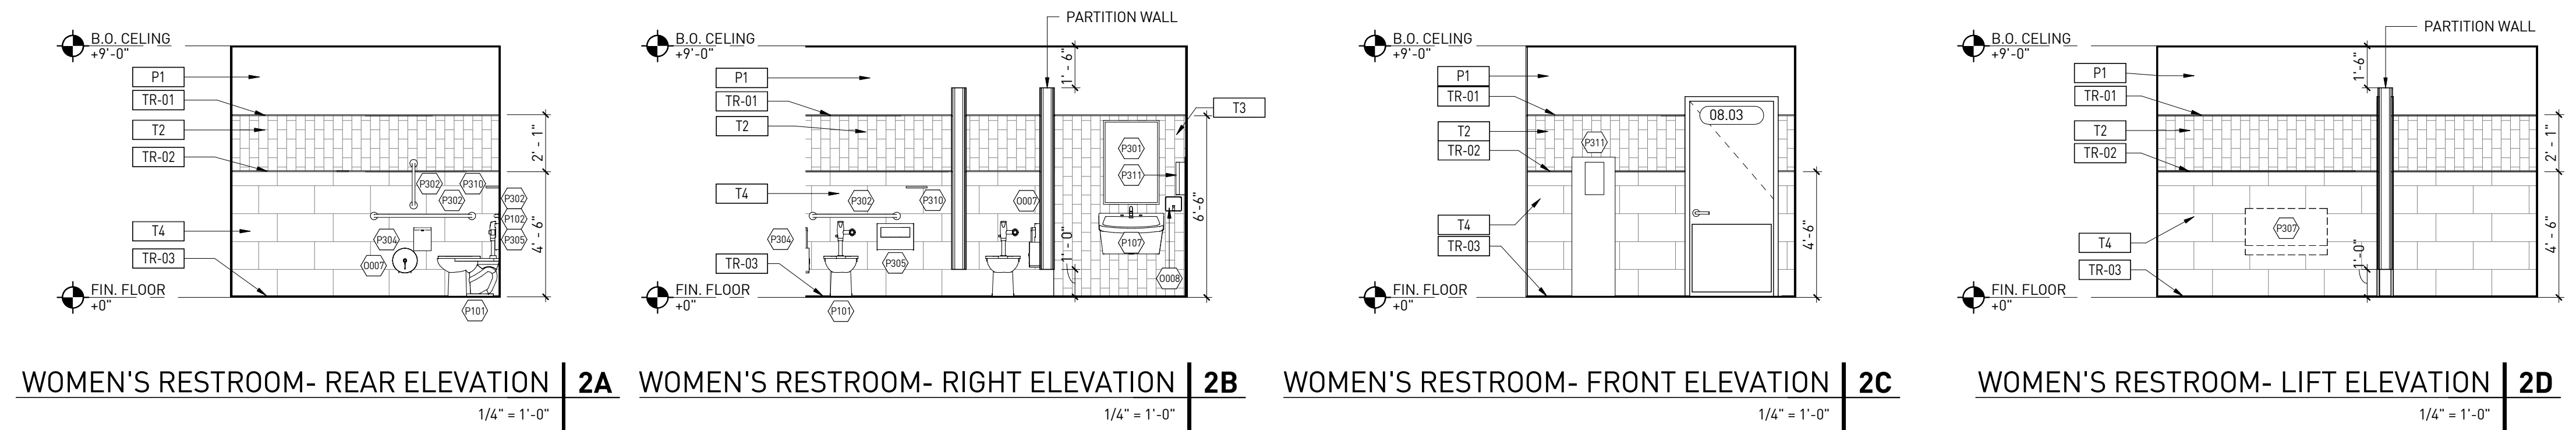 B.O. CELING
+9'-0"
P1
TR-01
T2
TR-02
T4
TR-03
FIN. FLOOR
+0"
P302
P310
P302
P302
P102
P304
P305
O007
P101
2' - 1"
4' - 6"
WOMEN'S RESTROOM- REAR ELEVATION
2A
1/4" = 1'-0"
PARTITION WALL
B.O. CELING
+9'-0"
1' - 6"
P1
TR-01
T3
T2
P301
P311
T4
P302
P310
O007
6'-6"
P304
P107
P305
1' - 0"
TR-03
O008
FIN. FLOOR
+0"
P101
WOMEN'S RESTROOM- RIGHT ELEVATION
2B
1/4" = 1'-0"
B.O. CELING
+9'-0"
P1
TR-01
08.03
T2
P311
TR-02
T4
TR-03
4'-6"
FIN. FLOOR
+0"
WOMEN'S RESTROOM- FRONT ELEVATION
2C
1/4" = 1'-0"
PARTITION WALL
B.O. CELING
+9'-0"
1'-6"
P1
TR-01
T2
2' - 1"
TR-02
P307
T4
1'-0"
4' - 6"
TR-03
FIN. FLOOR
+0"
WOMEN'S RESTROOM- LIFT ELEVATION
2D
1/4" = 1'-0"